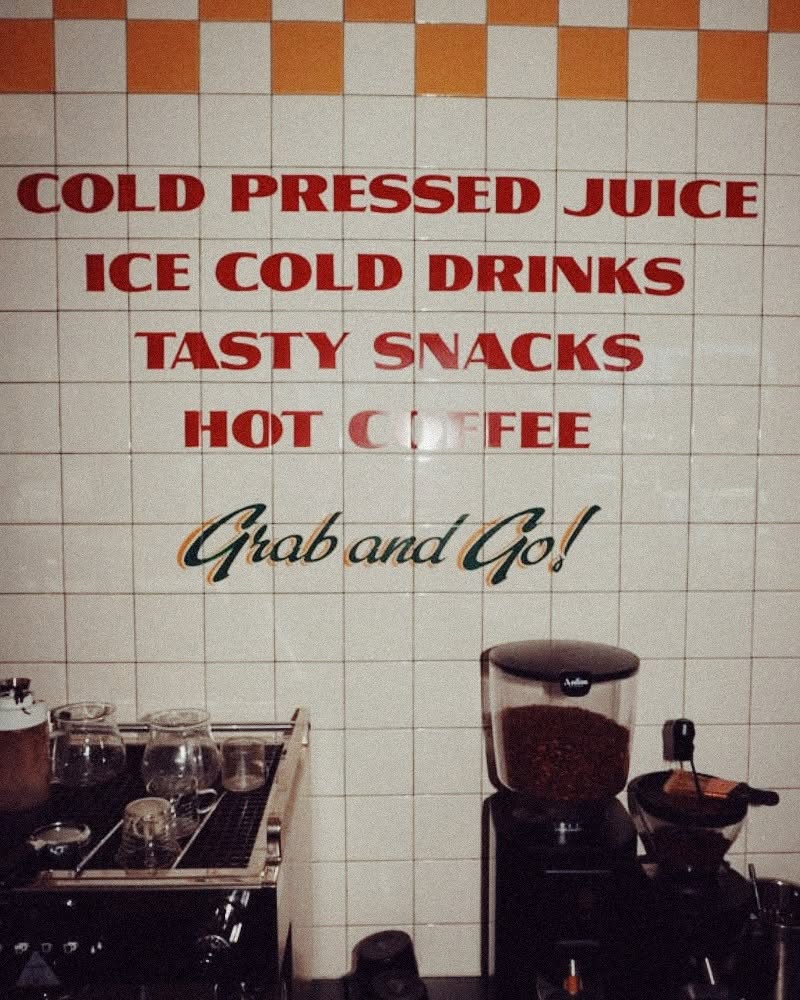 COLD PRESSED JUICE
ICE COLD DRINKS
TASTY SNACKS
HOT COFFEE
Grab and Go!